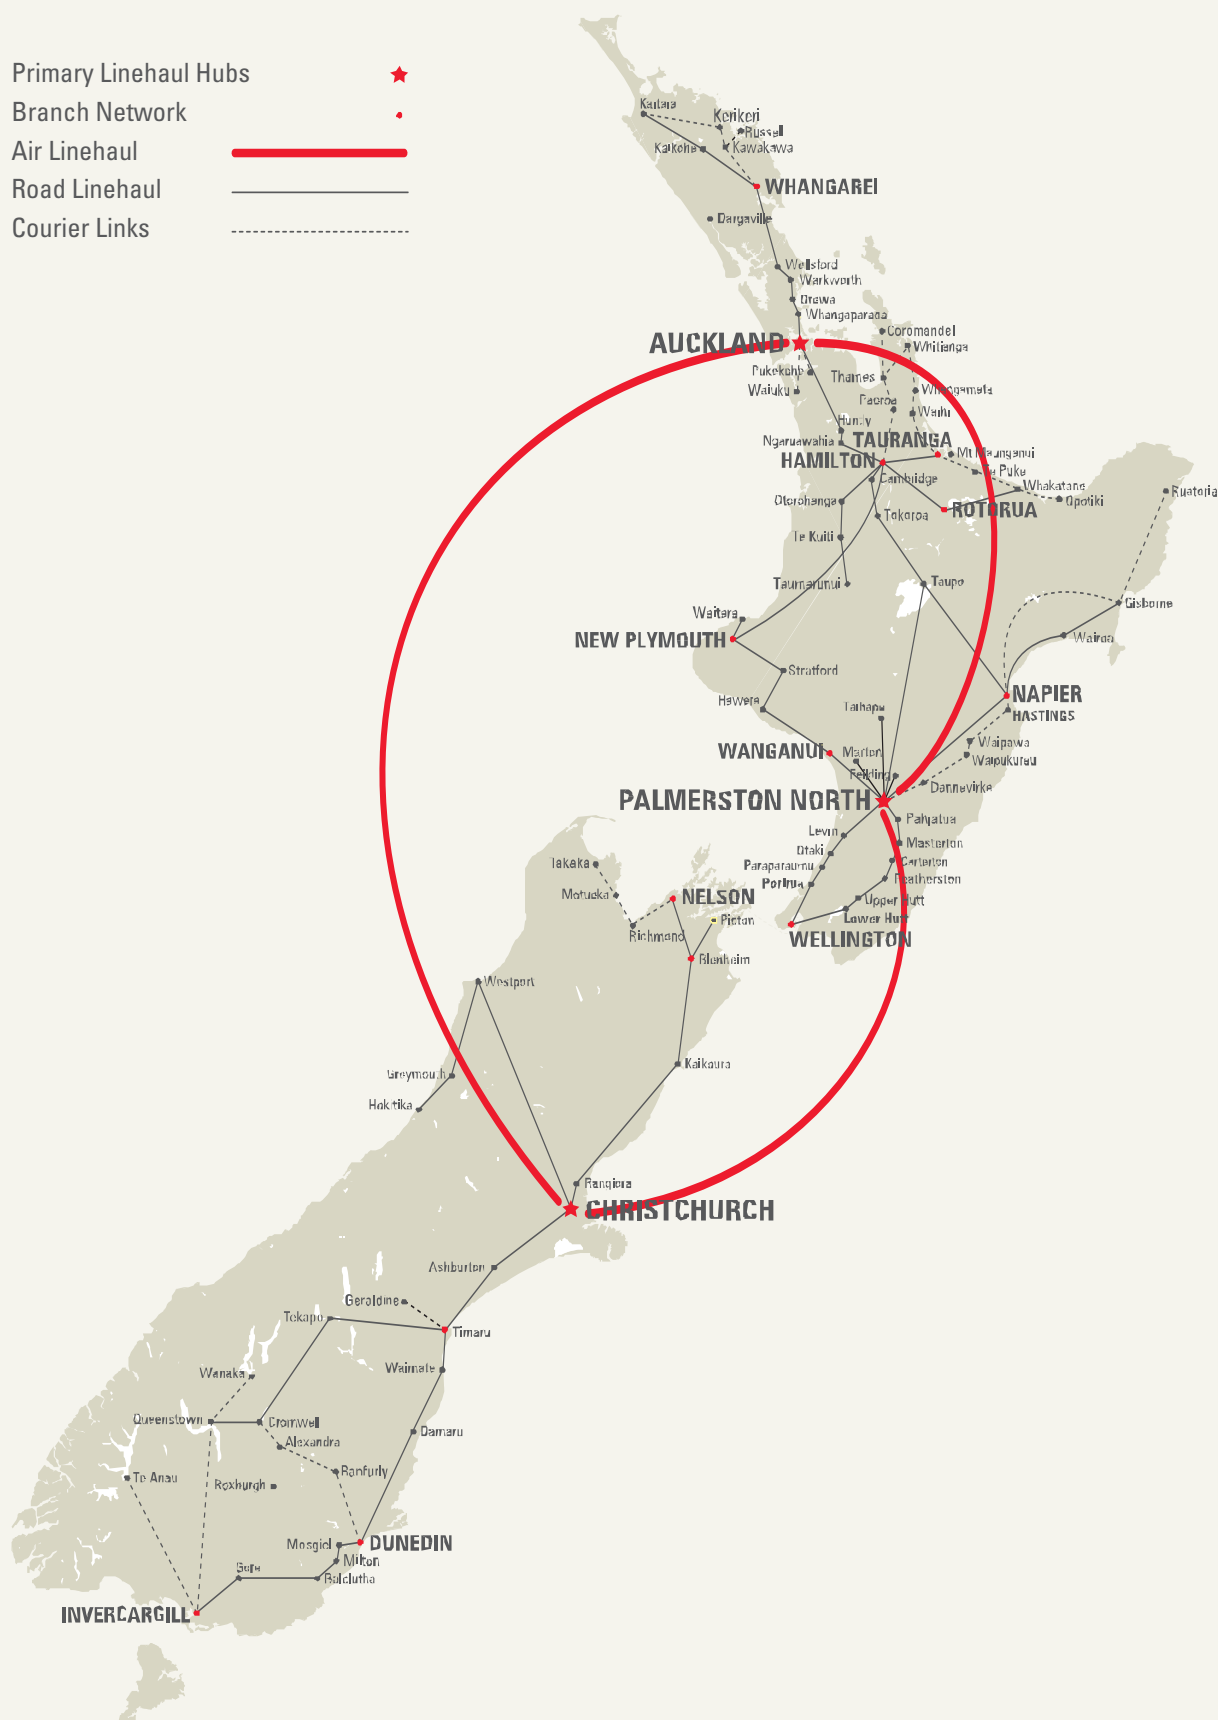 Primary Linehaul Hubs
Branch Network
Air Linehaul
Road Linehaul
Courier Links
Kaitaia
Kerikeri
Russell
Kaikohe
Kawakawa
WHANGAREI
Dargaville
Wellsford
Warkworth
Orewa
Whangaparaoa
AUCKLAND
Coromandel
Whitianga
Pukekohe
Thames
Waiuku
Whangamata
Paeroa
Waihi
Huntly
Ngaruawahia
TAURANGA
Mt Maunganui
HAMILTON
Te Puke
Cambridge
Whakatane
Ruatoria
Otorohanga
Opotiki
ROTORUA
Tokoroa
Te Kuiti
Taumarunui
Taupo
Gisborne
Waitara
NEW PLYMOUTH
Wairoa
Stratford
NAPIER
Hawera
Taihape
HASTINGS
WANGANUI
Marton
Waipawa
Waipukurau
Feilding
Dannevirke
PALMERSTON NORTH
Pahiatua
Levin
Masterton
Otaki
Carterton
Takaka
Paraparaumu
Featherston
Porirua
Motueka
NELSON
Upper Hutt
Lower Hutt
Picton
Richmond
WELLINGTON
Blenheim
Westport
Kaikoura
Greymouth
Hokitika
Rangiora
CHRISTCHURCH
Ashburton
Geraldine
Tekapo
Timaru
Waimate
Wanaka
Queenstown
Cromwell
Oamaru
Alexandra
Ranfurly
Te Anau
Roxburgh
Mosgiel
DUNEDIN
Milton
Gore
Balclutha
INVERCARGILL